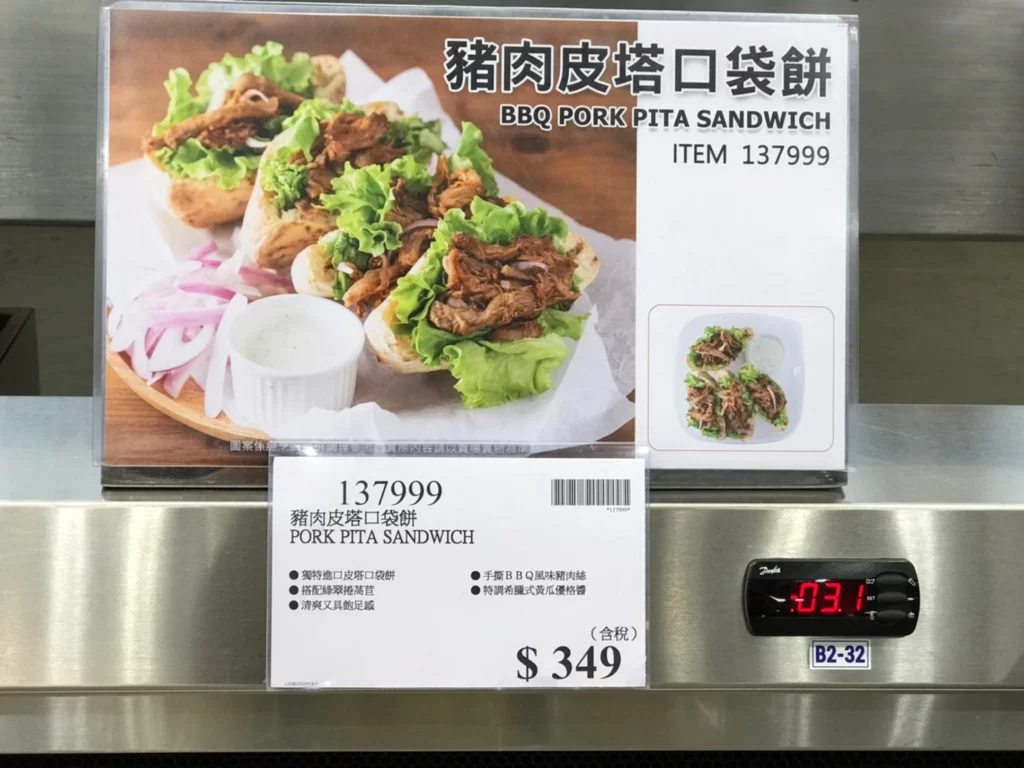 豬肉皮塔口袋餅
BBQ PORK PITA SANDWICH
ITEM 137999
137999
*137999*
豬肉皮塔口袋餅
PORK PITA SANDWICH
●獨特進口皮塔口袋餅
●搭配綠翠捲萵苣
●清爽又具飽足感
●手撕BBQ風味豬肉絲
●特調希臘式黃瓜優格醬
(含稅)
$ 349
Danfoss
-03.1
SET
B2-32